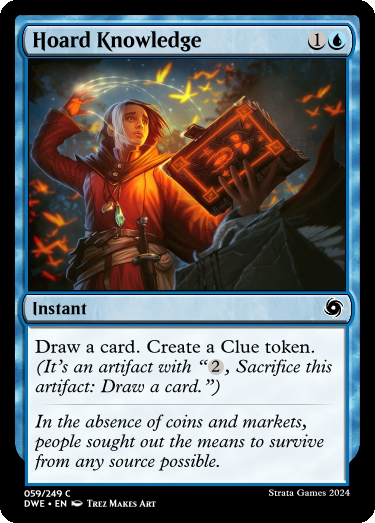 Hoard Knowledge 1
Instant
Draw a card. Create a Clue token.
(It's an artifact with “2, Sacrifice this
artifact: Draw a card.”)
In the absence of coins and markets,
people sought out the means to survive
from any source possible.
059/249 C
DWE • EN Trez Makes Art
Strata Games 2024